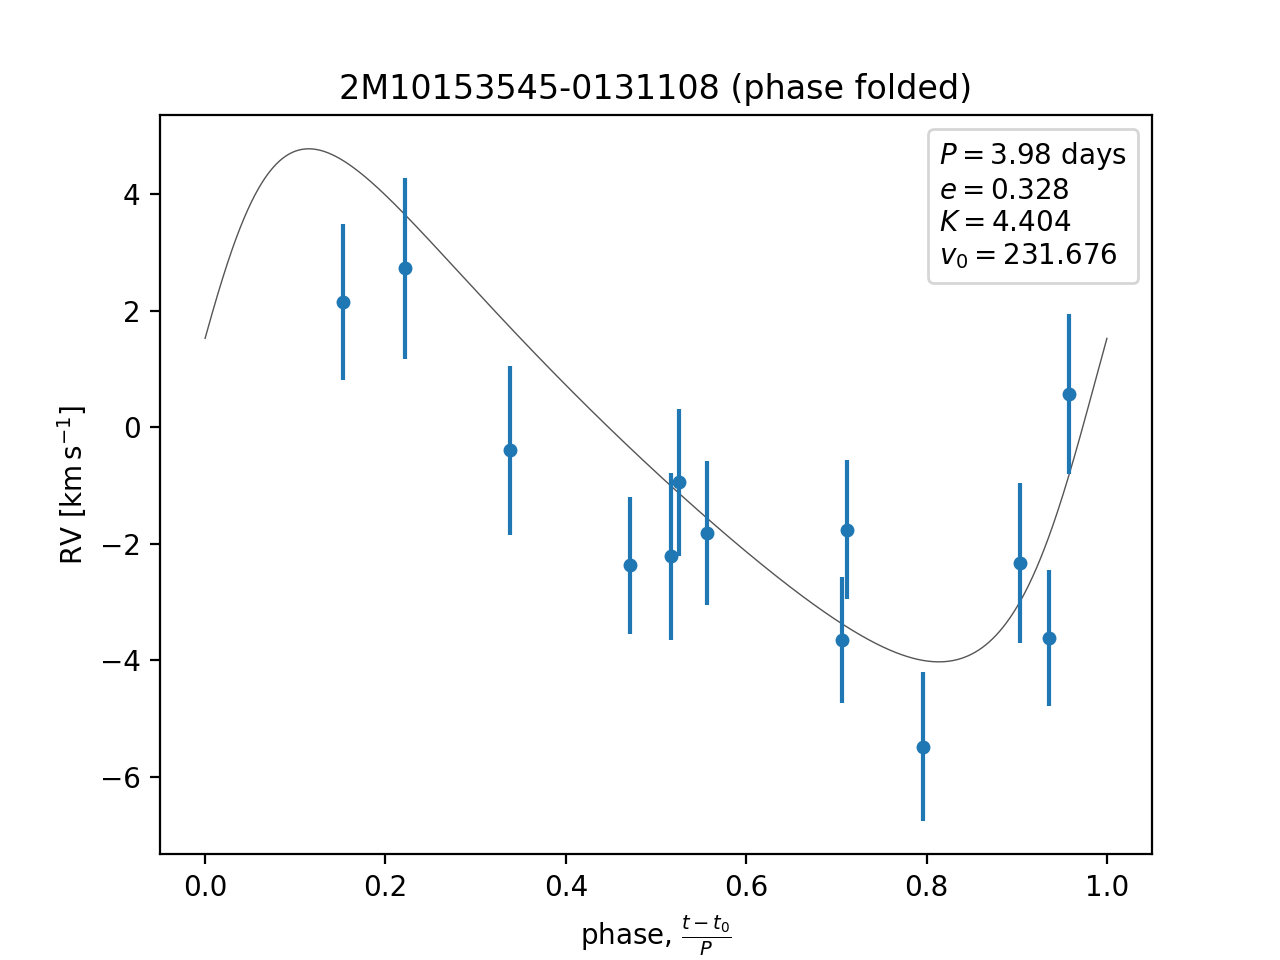 2M10153545-0131108 (phase folded)
P = 3.98 days
e = 0.328
K = 4.404
v₀ = 231.676
RV [km s⁻¹]
4
2
0
−2
−4
−6
0.0 0.2 0.4 0.6 0.8 1.0
phase, (t − t₀)/P